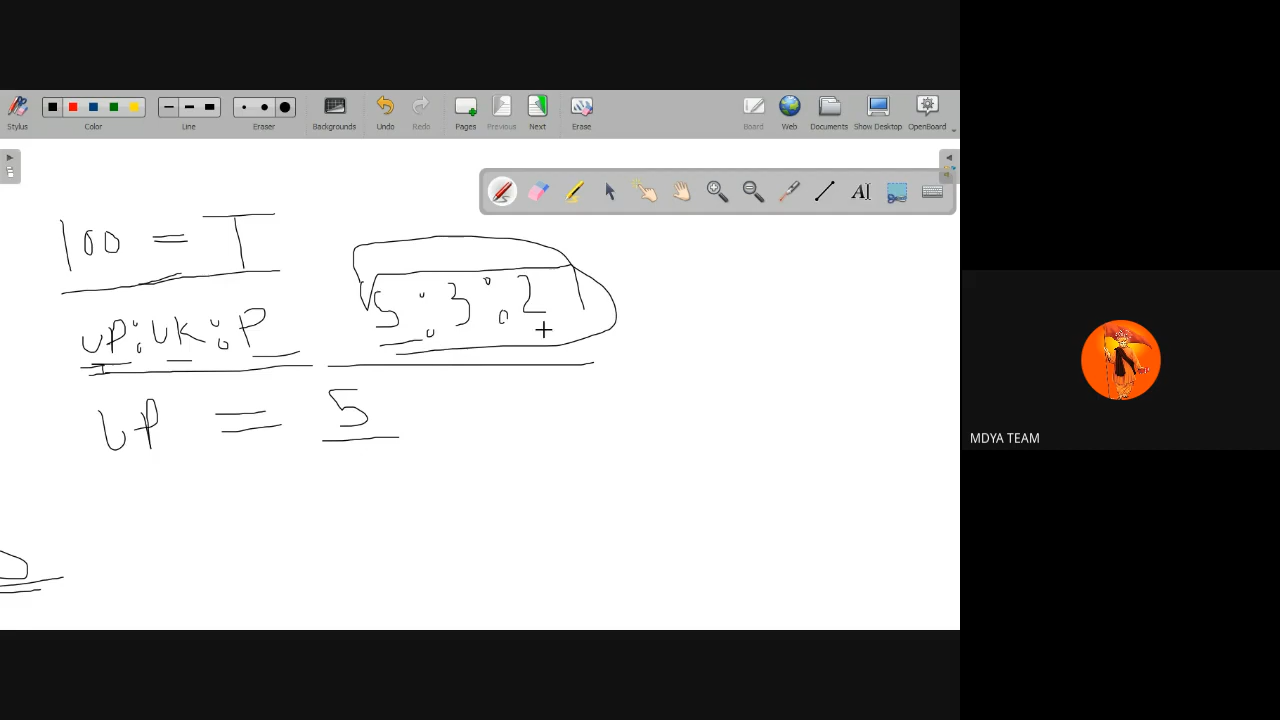 Stylus Color Line Eraser Backgrounds Undo Redo Pages Previous Next Erase Board Web Documents Show Desktop OpenBoard
100 = T
UP : UK : P 5 : 3 : 2
UP = 5
MDYA TEAM